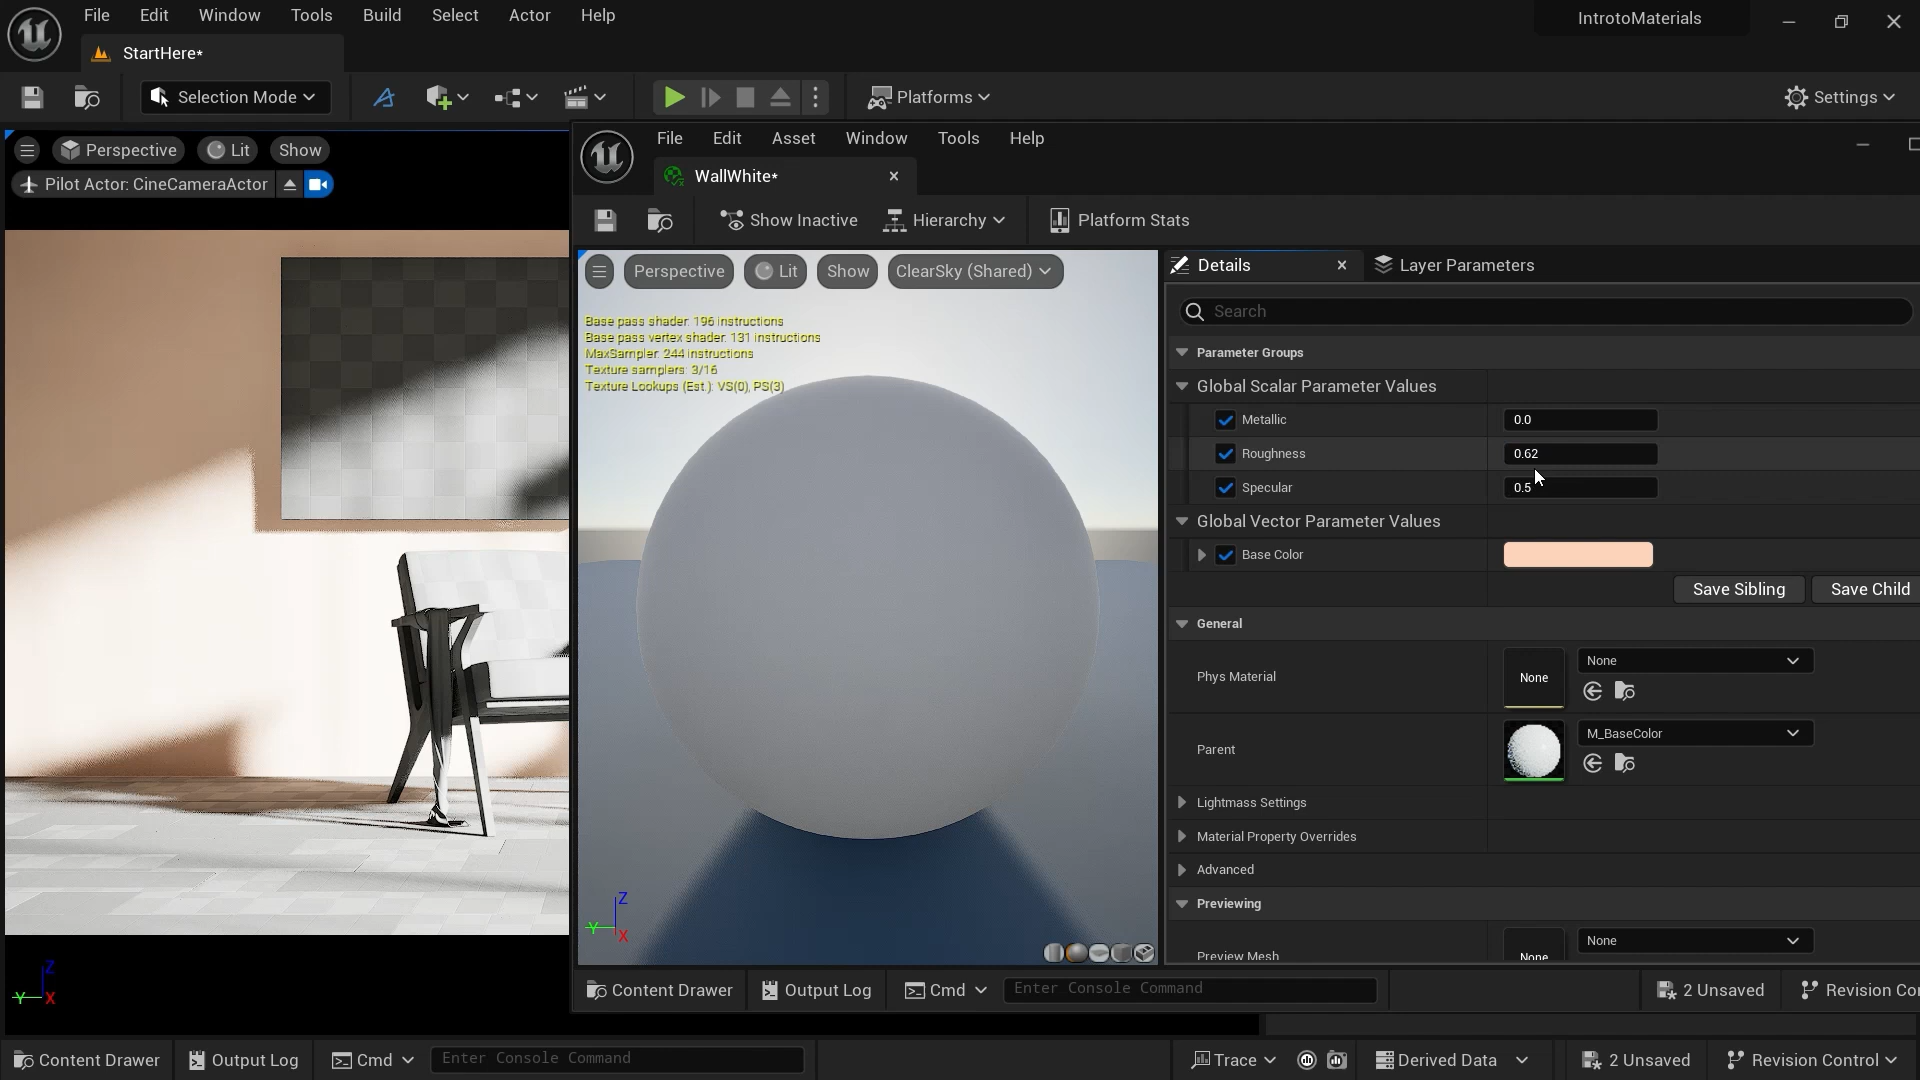 File Edit Window Tools Build Select Actor Help
IntrotoMaterials
StartHere*
Selection Mode
Platforms
Settings
Perspective Lit Show
Pilot Actor: CineCameraActor
Z
Y X
File Edit Asset Window Tools Help
WallWhite*
Show Inactive Hierarchy Platform Stats
Perspective Lit Show ClearSky (Shared)
Base pass shader: 196 instructions
Base pass vertex shader: 131 instructions
MaxSampler: 244 instructions
Texture samplers: 3/16
Texture Lookups (Est.): VS(0), PS(3)
Z
Y
X
Details Layer Parameters
Search
Parameter Groups
Global Scalar Parameter Values
Metallic 0.0
Roughness 0.62
Specular 0.5
Global Vector Parameter Values
Base Color
Save Sibling Save Child
General
Phys Material None None
Parent M_BaseColor
Lightmass Settings
Material Property Overrides
Advanced
Previewing
None
Preview Mesh None
Content Drawer Output Log Cmd Enter Console Command 2 Unsaved Revision Co
Content Drawer Output Log Cmd Enter Console Command Trace Derived Data 2 Unsaved Revision Control